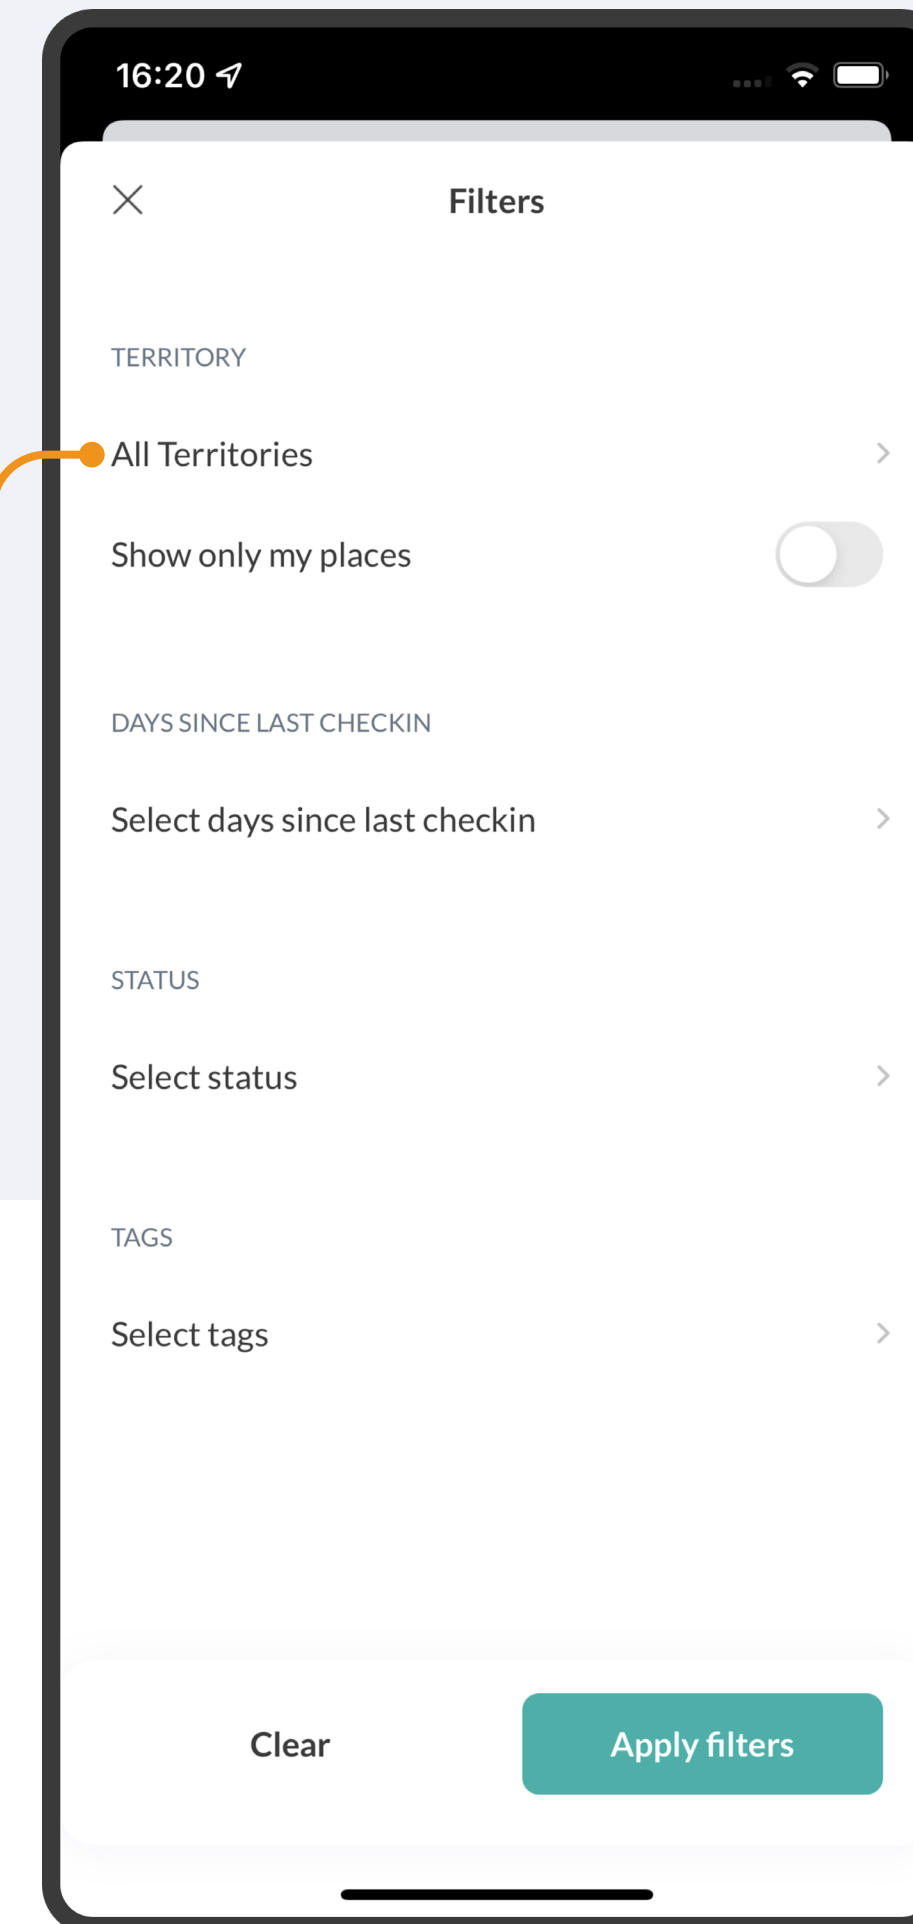 16:20
Filters
TERRITORY
All Territories
Show only my places
DAYS SINCE LAST CHECKIN
Select days since last checkin
STATUS
Select status
TAGS
Select tags
Clear
Apply filters